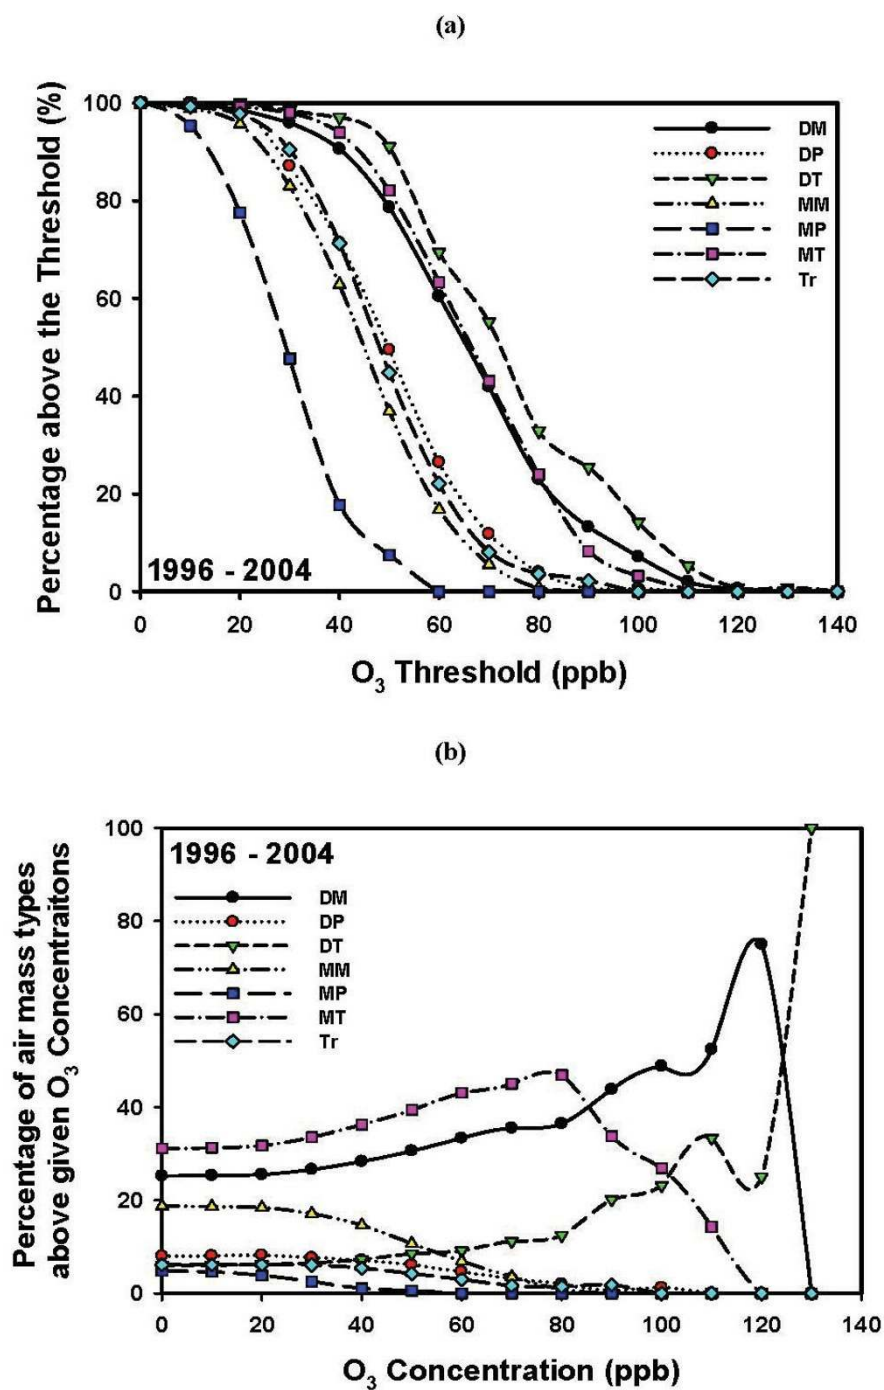 (a)
Percentage above the Threshold (%)
100
80
60
40
20
0
DM
DP
DT
MM
MP
MT
Tr
1996 - 2004
0 20 40 60 80 100 120 140
O₃ Threshold (ppb)
(b)
Percentage of air mass types
above given O₃ Concentraitons
100
80
60
40
20
0
1996 - 2004
DM
DP
DT
MM
MP
MT
Tr
0 20 40 60 80 100 120 140
O₃ Concentration (ppb)